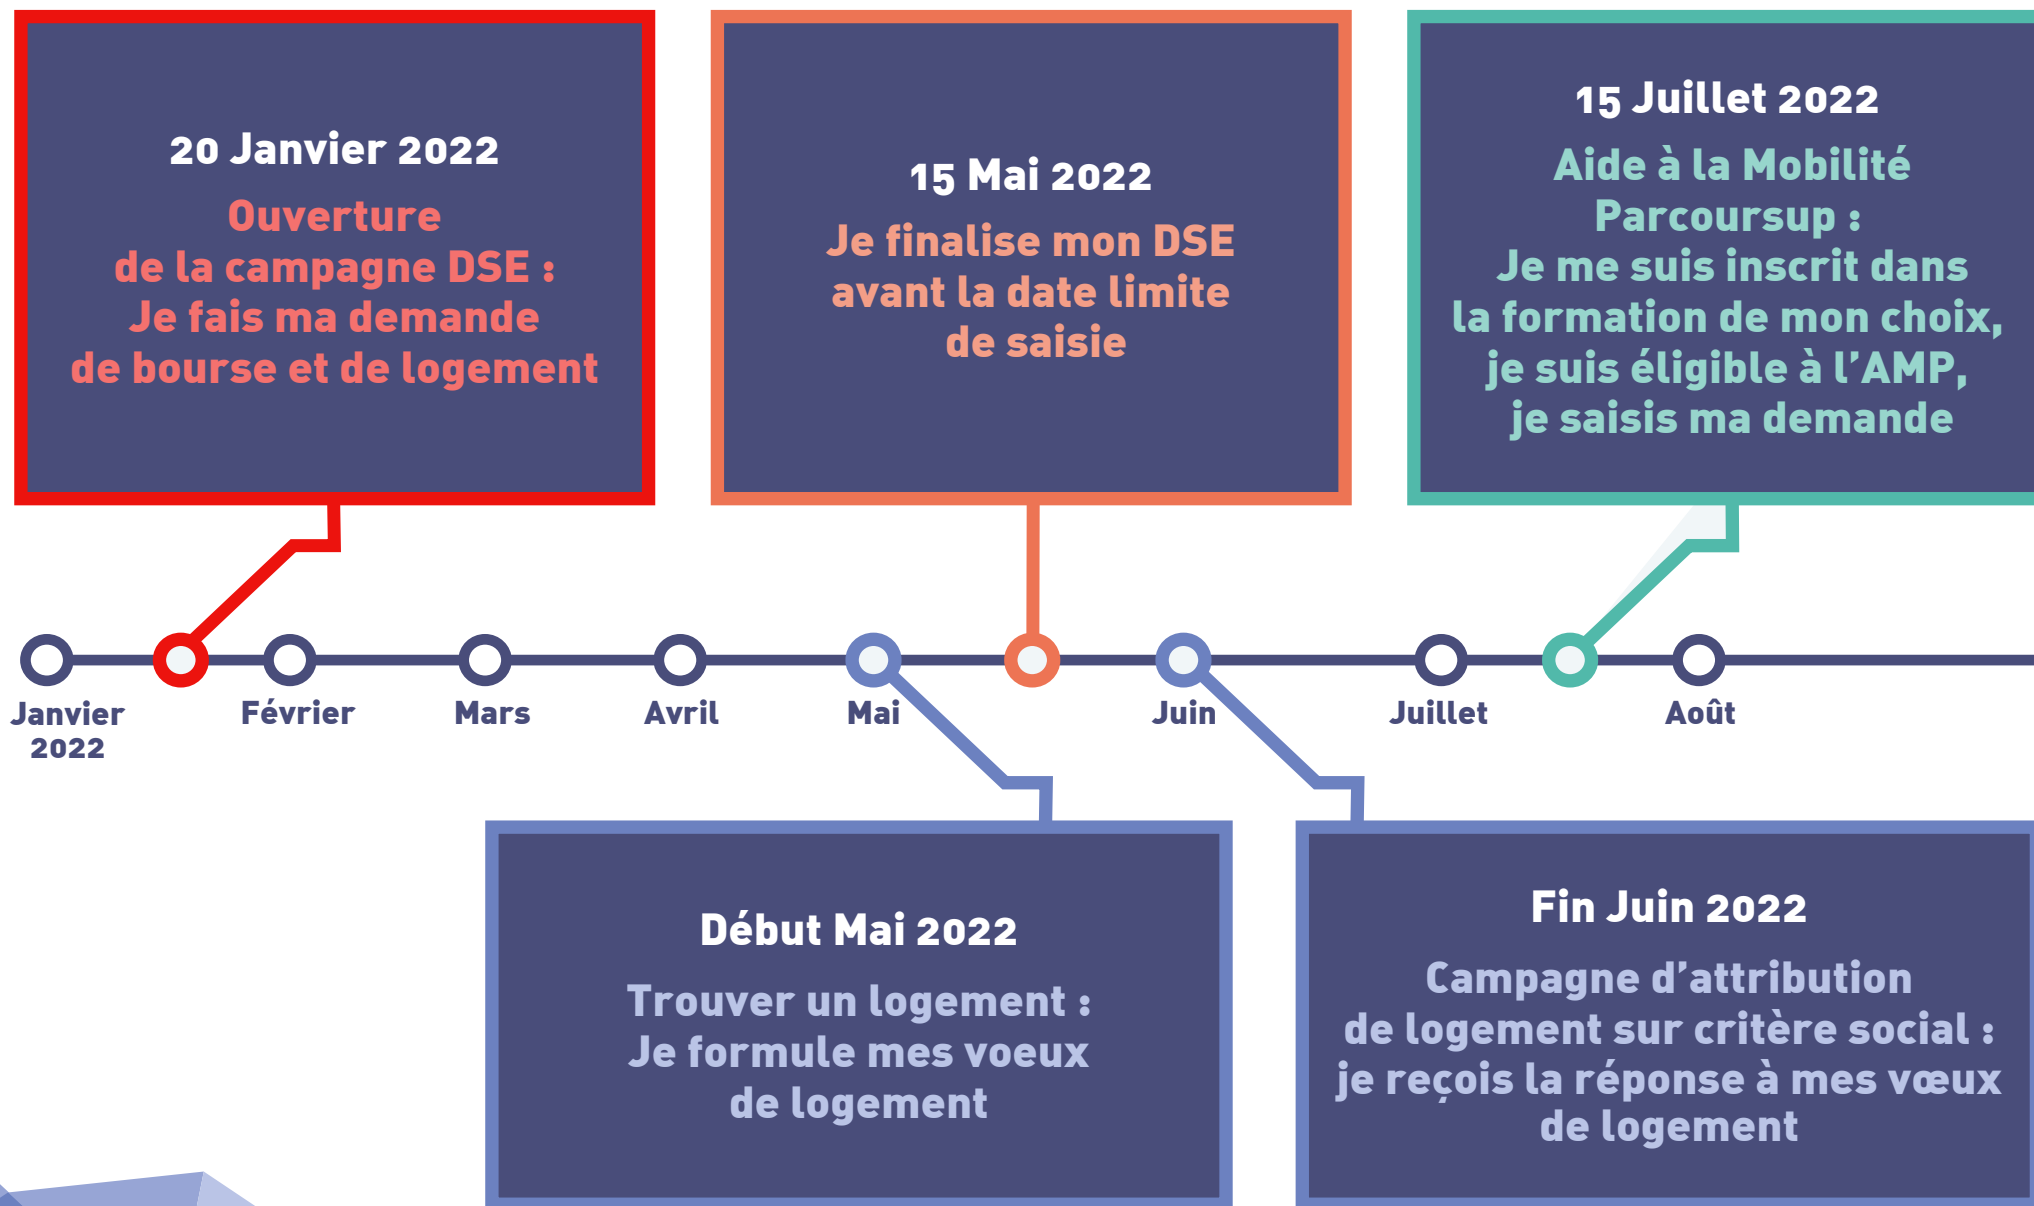 20 Janvier 2022
Ouverture
de la campagne DSE :
Je fais ma demande
de bourse et de logement
15 Mai 2022
Je finalise mon DSE
avant la date limite
de saisie
15 Juillet 2022
Aide à la Mobilité
Parcoursup :
Je me suis inscrit dans
la formation de mon choix,
je suis éligible à l’AMP,
je saisis ma demande
Janvier
2022
Février
Mars
Avril
Mai
Juin
Juillet
Août
Début Mai 2022
Trouver un logement :
Je formule mes voeux
de logement
Fin Juin 2022
Campagne d’attribution
de logement sur critère social :
je reçois la réponse à mes vœux
de logement